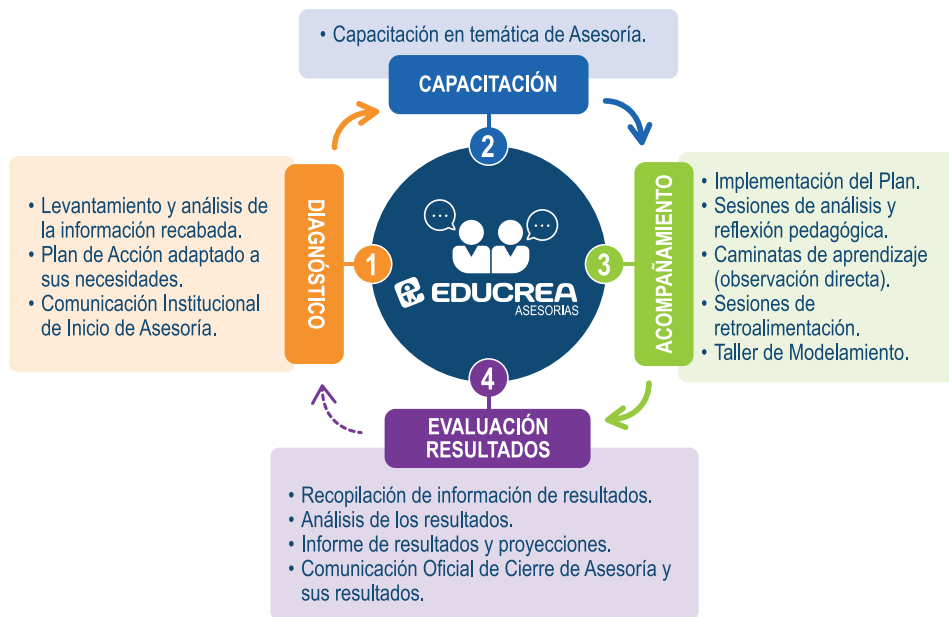 • Capacitación en temática de Asesoría.
CAPACITACIÓN
2
• Levantamiento y análisis de
la información recabada.
• Plan de Acción adaptado a
sus necesidades.
• Comunicación Institucional
de Inicio de Asesoría.
DIAGNÓSTICO
1
EDUCREA
ASESORIAS
3
ACOMPAÑAMIENTO
• Implementación del Plan.
• Sesiones de análisis y
reflexión pedagógica.
• Caminatas de aprendizaje
(observación directa).
• Sesiones de
retroalimentación.
• Taller de Modelamiento.
4
EVALUACIÓN
RESULTADOS
• Recopilación de información de resultados.
• Análisis de los resultados.
• Informe de resultados y proyecciones.
• Comunicación Oficial de Cierre de Asesoría y
sus resultados.